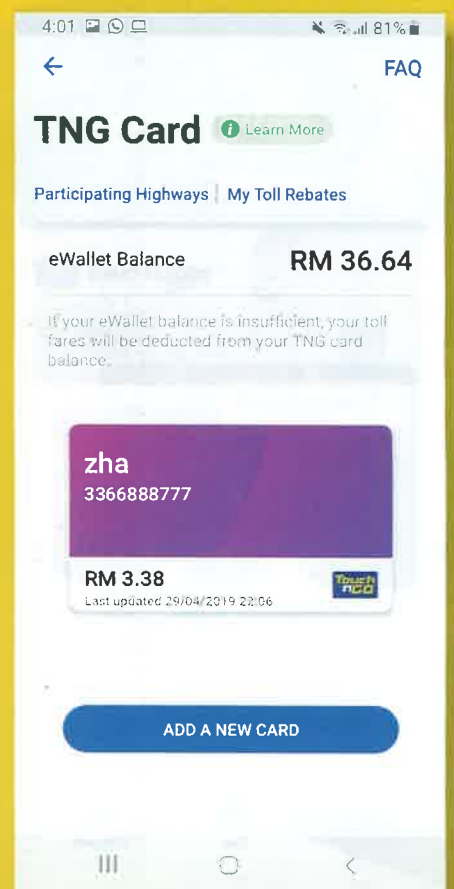 4:01 81%
FAQ
TNG Card i Learn More
Participating Highways | My Toll Rebates
eWallet Balance RM 36.64
If your eWallet balance is insufficient, your toll
fares will be deducted from your TNG card
balance.
zha
3366888777
RM 3.38
Last updated 29/04/2019 22:06
Touch
nGO
ADD A NEW CARD